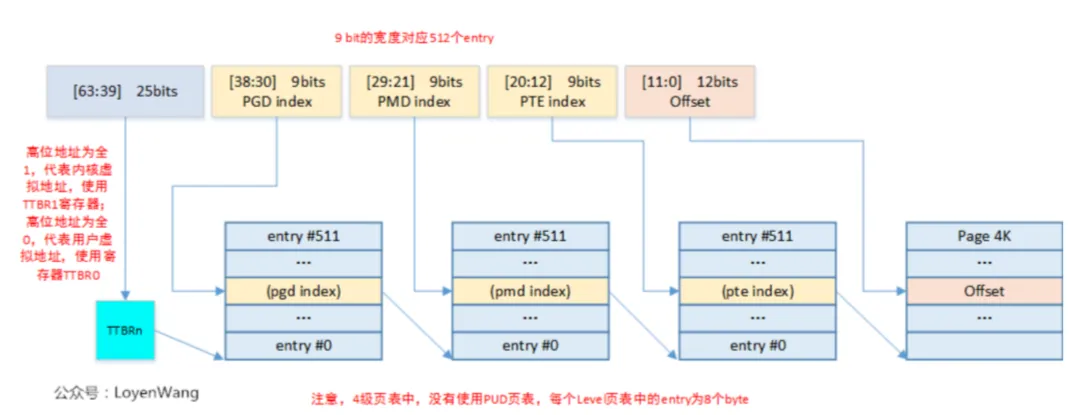 9 bit的宽度对应512个entry
[63:39] 25bits
[38:30] 9bits
PGD index
[29:21] 9bits
PMD index
[20:12] 9bits
PTE index
[11:0] 12bits
Offset
高位地址为全
1，代表内核虚
拟地址，使用
TTBR1寄存器；
高位地址为全
0，代表用户虚
拟地址，使用寄
存器TTBR0
TTBRn
entry #511
...
(pgd index)
...
entry #0
entry #511
...
(pmd index)
...
entry #0
entry #511
...
(pte index)
...
entry #0
Page 4K
...
Offset
...
公众号：LoyenWang
注意，4级页表中，没有使用PUD页表，每个Level页表中的entry为8个byte